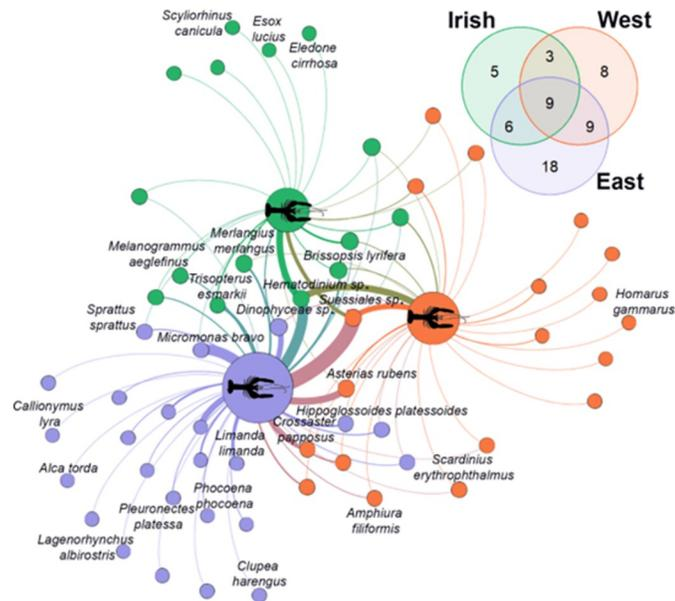 Scyliorhinus
canicula
Esox
lucius
Eledone
cirrhosa
Irish
West
5
3
8
9
6
9
18
East
Merlangius
merlangus
Melanogrammus
aeglefinus
Brissopsis lyrifera
Trisopterus
esmarkii
Hematodinium sp.
Suessiales sp.
Dinophyceae sp.
Homarus
gammarus
Sprattus
sprattus
Micromonas bravo
Asterias rubens
Callionymus
lyra
Hippoglossoides platessoides
Crossaster
papposus
Limanda
limanda
Scardinius
erythrophthalmus
Alca torda
Phocoena
phocoena
Pleuronectes
platessa
Amphiura
filiformis
Lagenorhynchus
albirostris
Clupea
harengus